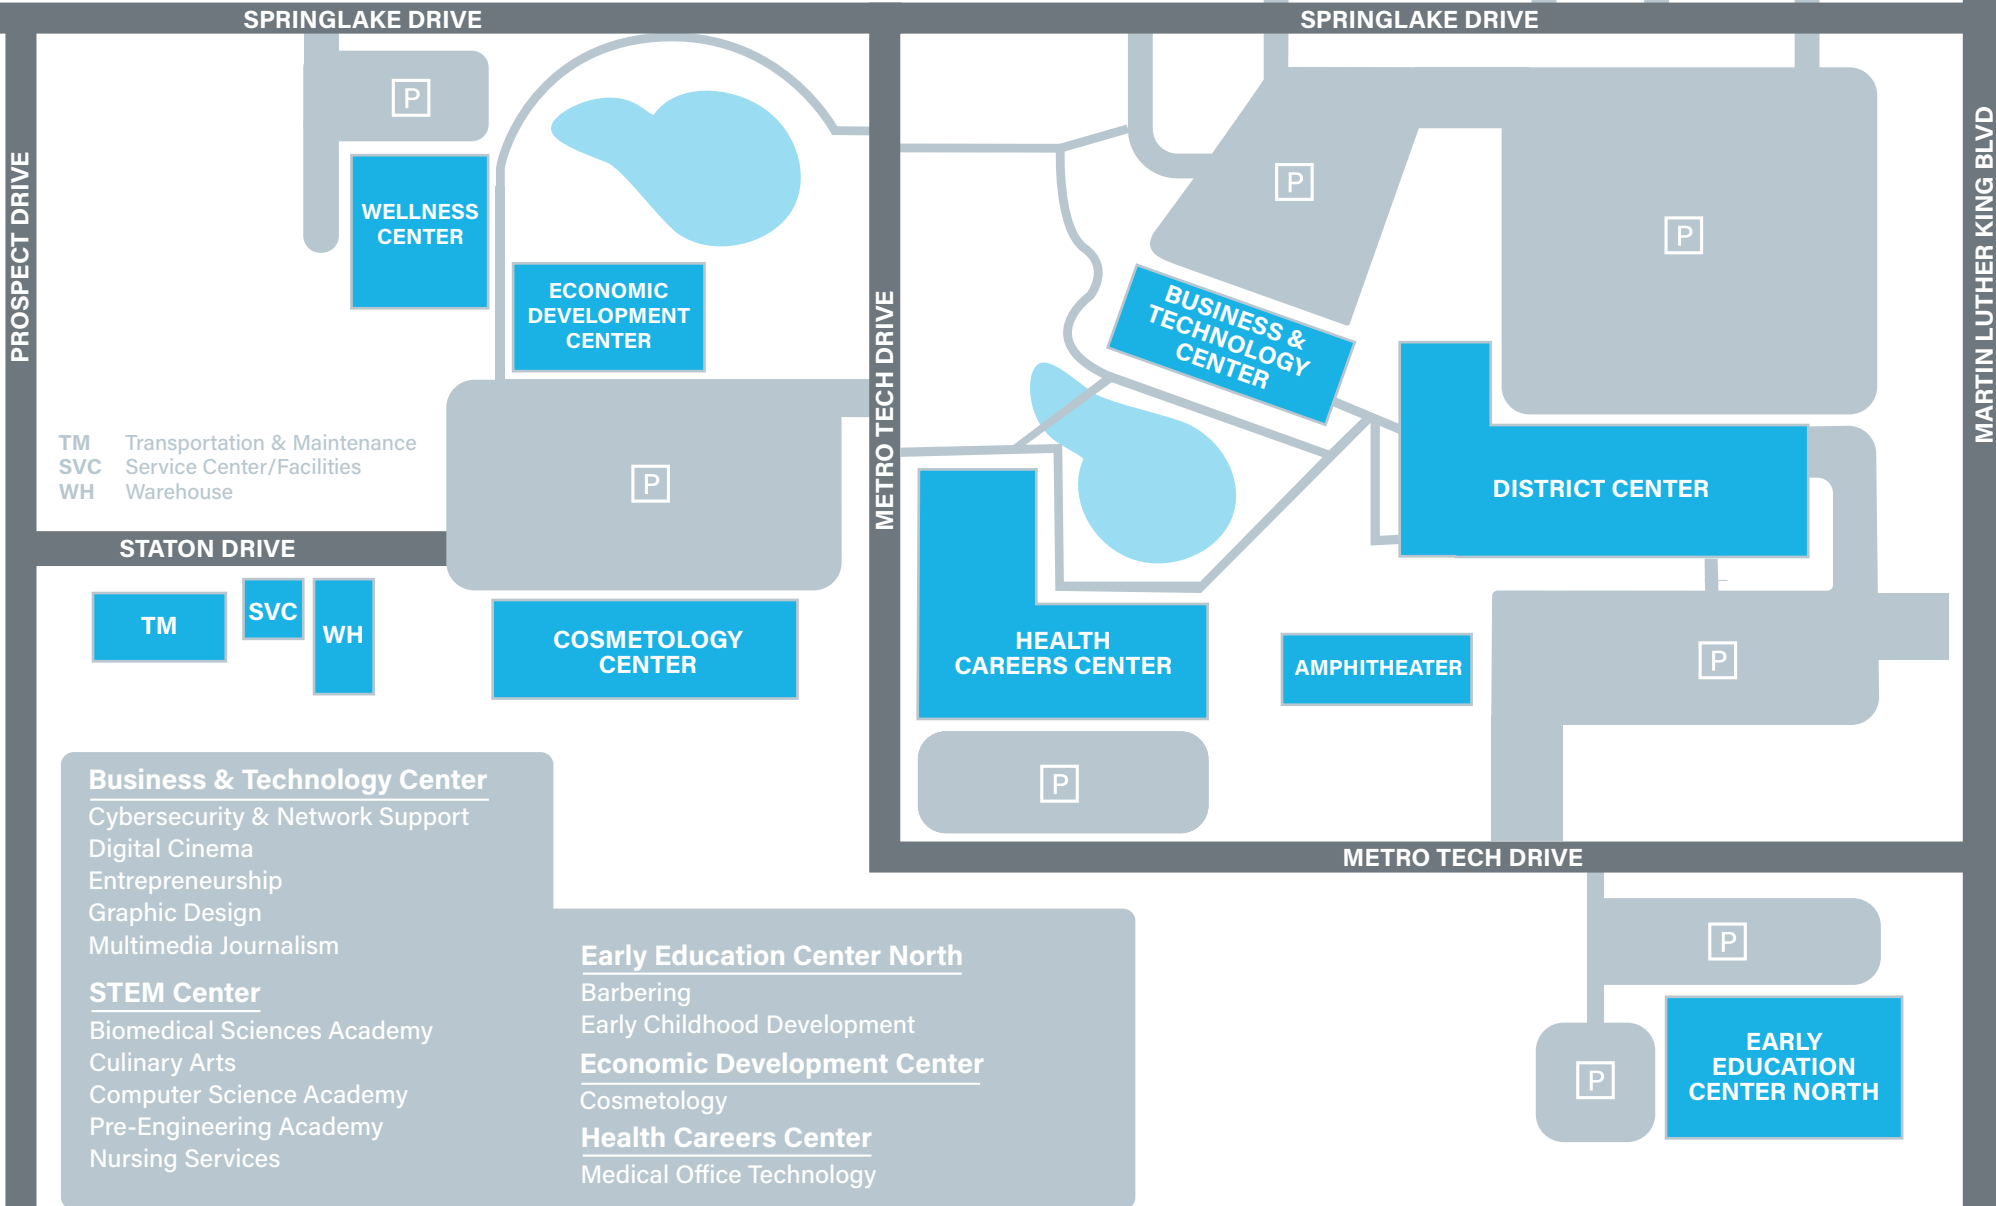 SPRINGLAKE DRIVE
SPRINGLAKE DRIVE
PROSPECT DRIVE
METRO TECH DRIVE
MARTIN LUTHER KING BLVD
P
P
P
WELLNESS
CENTER
ECONOMIC
DEVELOPMENT
CENTER
BUSINESS &
TECHNOLOGY
CENTER
TM Transportation & Maintenance
SVC Service Center/Facilities
WH Warehouse
P
DISTRICT CENTER
STATON DRIVE
TM
SVC
WH
COSMETOLOGY
CENTER
HEALTH
CAREERS CENTER
AMPHITHEATER
P
P
METRO TECH DRIVE
Business & Technology Center
Cybersecurity & Network Support
Digital Cinema
Entrepreneurship
Graphic Design
Multimedia Journalism
STEM Center
Biomedical Sciences Academy
Culinary Arts
Computer Science Academy
Pre-Engineering Academy
Nursing Services
Early Education Center North
Barbering
Early Childhood Development
Economic Development Center
Cosmetology
Health Careers Center
Medical Office Technology
P
P
EARLY
EDUCATION
CENTER NORTH